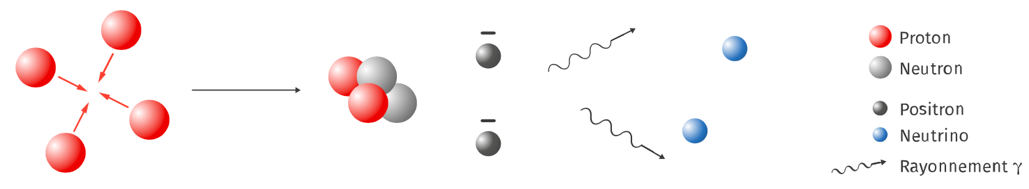 Proton
Neutron
Positron
Neutrino
Rayonnement γ